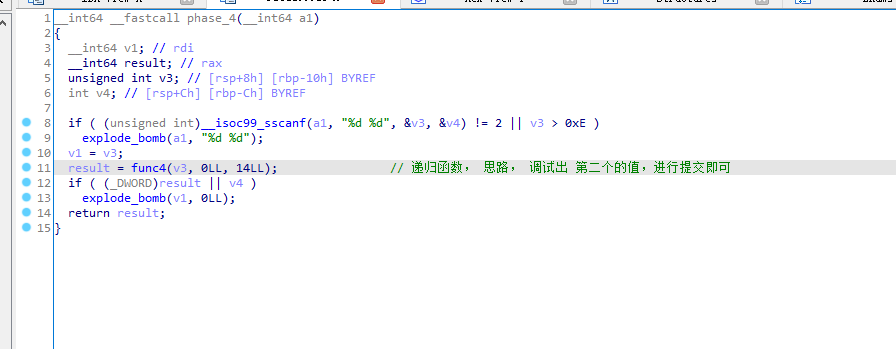 Structures
1 __int64 __fastcall phase_4(__int64 a1)
2 {
3 __int64 v1; // rdi
4 __int64 result; // rax
5 unsigned int v3; // [rsp+8h] [rbp-10h] BYREF
6 int v4; // [rsp+Ch] [rbp-Ch] BYREF
7
8 if ( (unsigned int)__isoc99_sscanf(a1, "%d %d", &v3, &v4) != 2 || v3 > 0xE )
9 explode_bomb(a1, "%d %d");
10 v1 = v3;
11 result = func4(v3, 0LL, 14LL); // 递归函数， 思路， 调试出 第二个的值，进行提交即可
12 if ( (_DWORD)result || v4 )
13 explode_bomb(v1, 0LL);
14 return result;
15 }